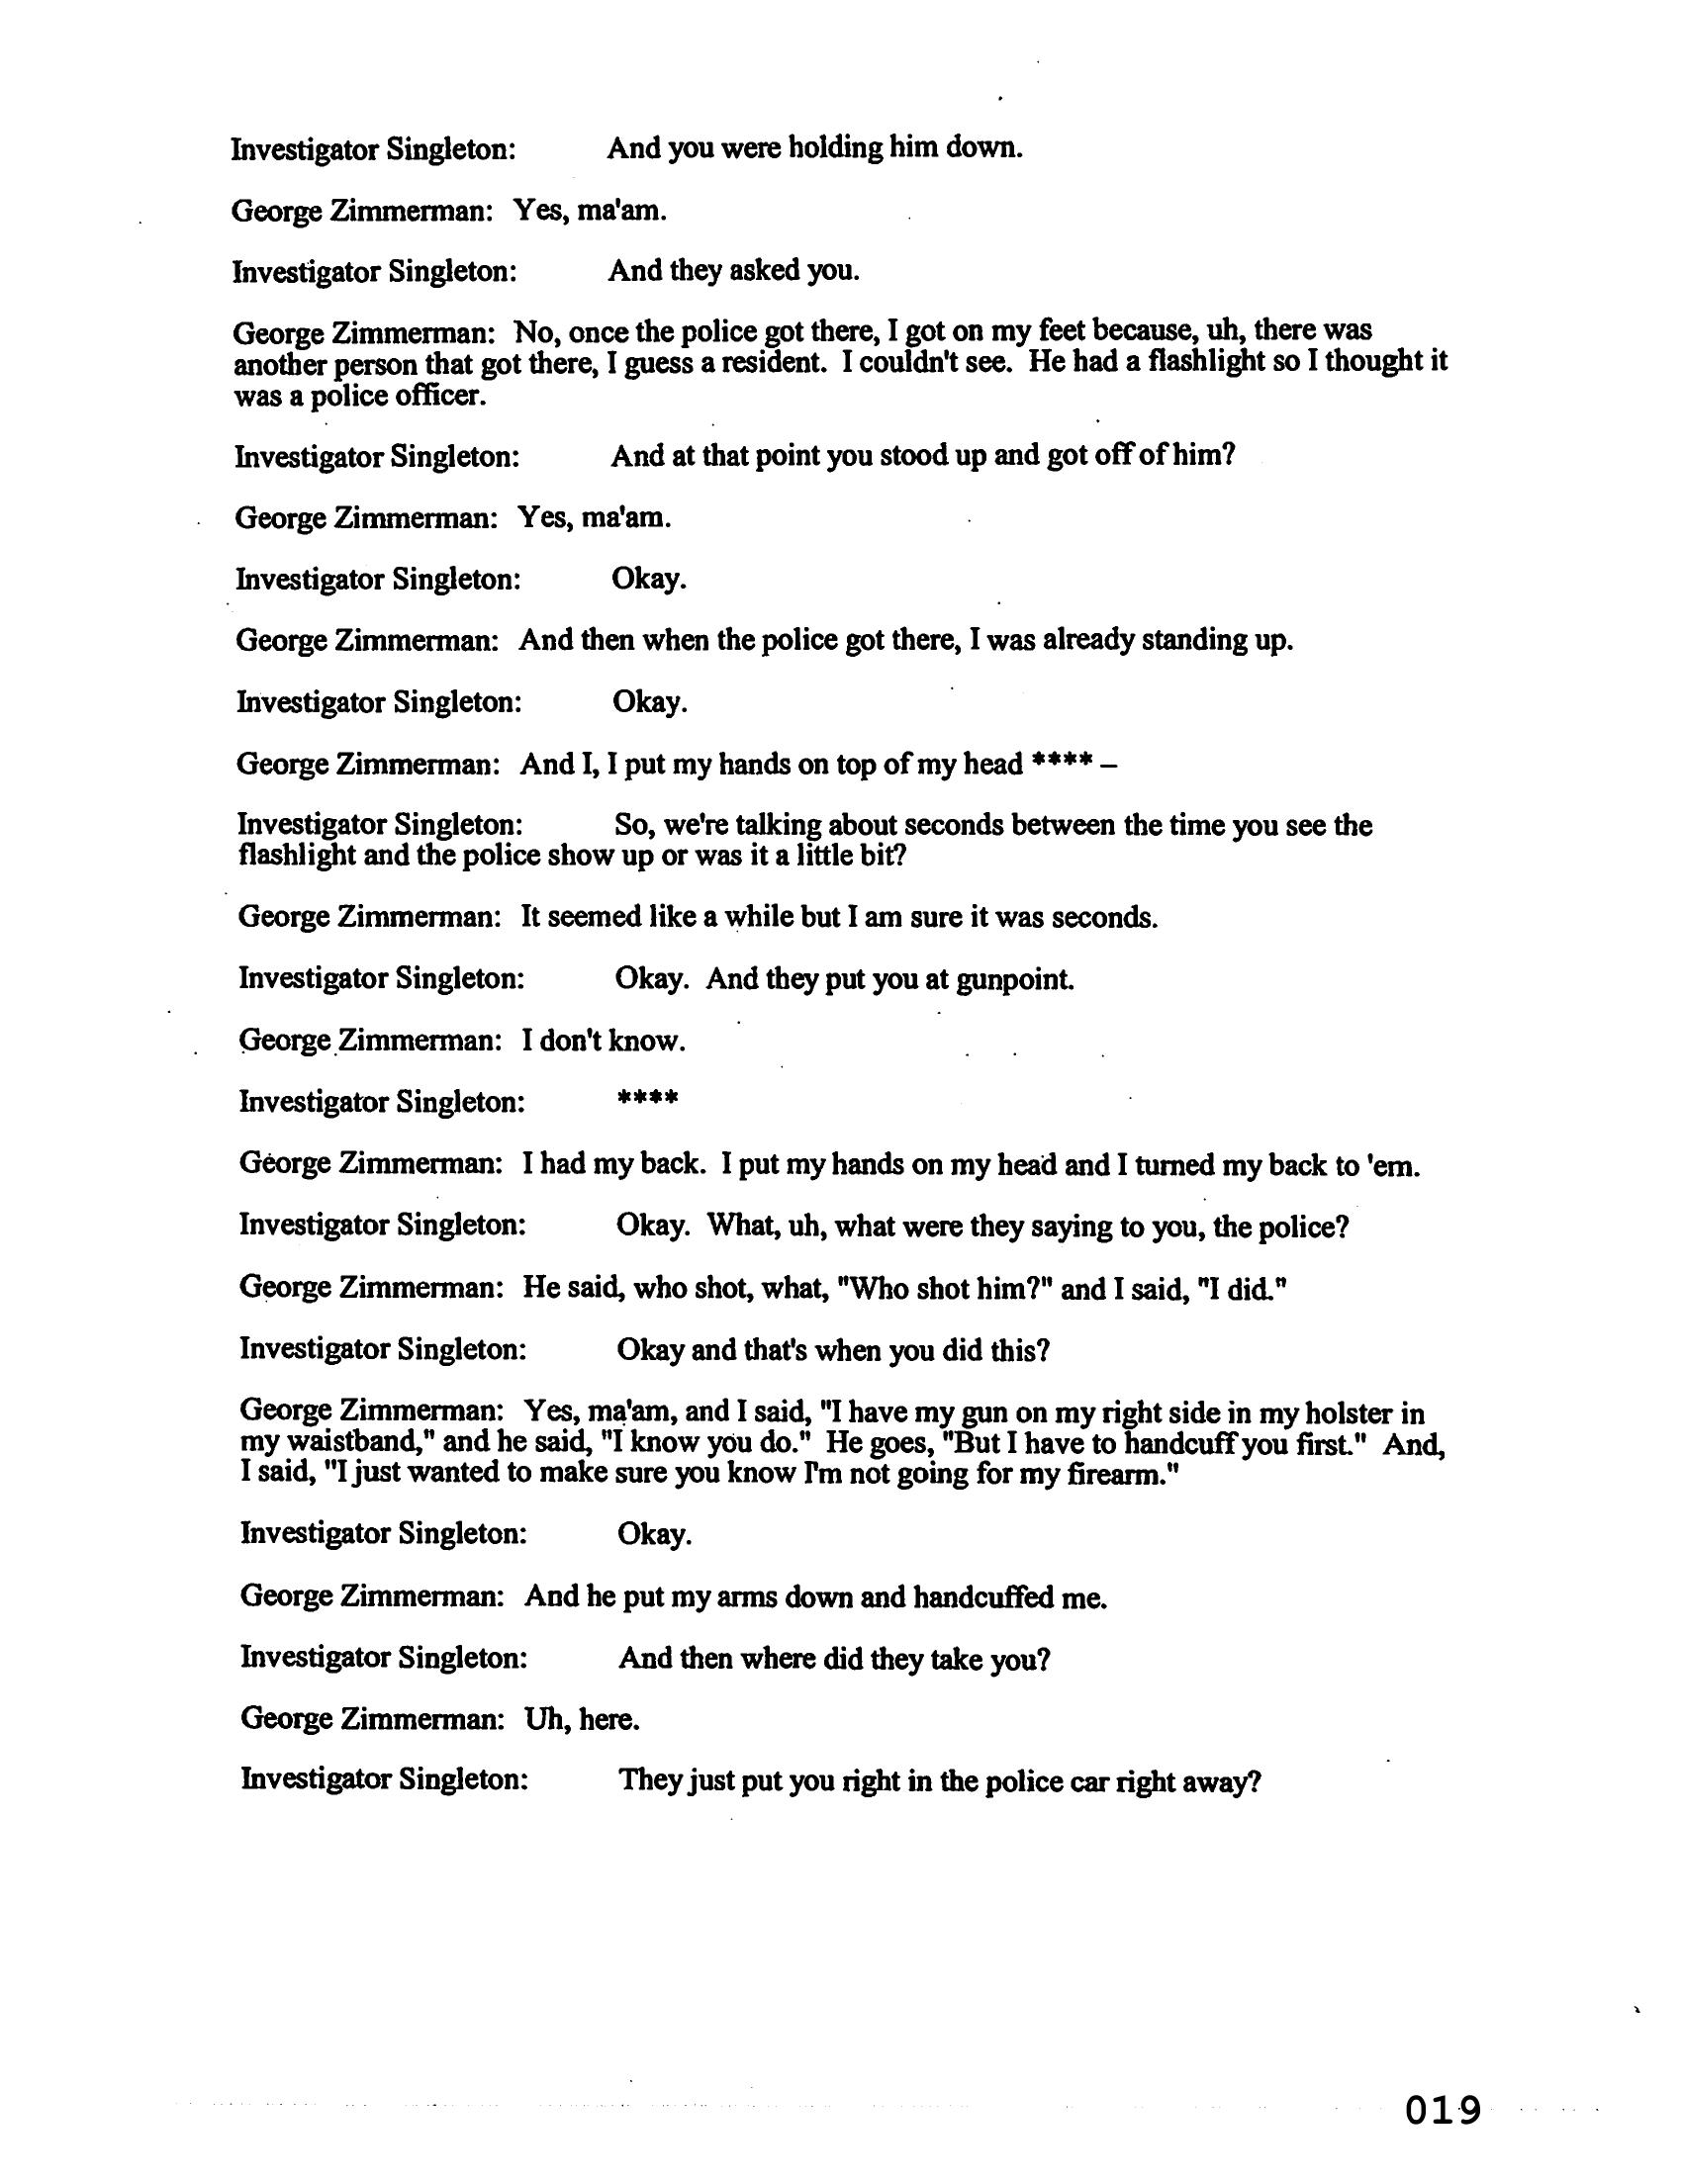 Investigator Singleton: And you were holding him down.
George Zimmerman: Yes, ma'am.
Investigator Singleton: And they asked you.
George Zimmerman: No, once the police got there, I got on my feet because, uh, there was
another person that got there, I guess a resident. I couldn't see. He had a flashlight so I thought it
was a police officer.
Investigator Singleton: And at that point you stood up and got off of him?
George Zimmerman: Yes, ma'am.
Investigator Singleton: Okay.
George Zimmerman: And then when the police got there, I was already standing up.
Investigator Singleton: Okay.
George Zimmerman: And I, I put my hands on top of my head **** –
Investigator Singleton: So, we're talking about seconds between the time you see the
flashlight and the police show up or was it a little bit?
George Zimmerman: It seemed like a while but I am sure it was seconds.
Investigator Singleton: Okay. And they put you at gunpoint.
George Zimmerman: I don't know.
Investigator Singleton: ****
George Zimmerman: I had my back. I put my hands on my head and I turned my back to 'em.
Investigator Singleton: Okay. What, uh, what were they saying to you, the police?
George Zimmerman: He said, who shot, what, "Who shot him?" and I said, "I did."
Investigator Singleton: Okay and that's when you did this?
George Zimmerman: Yes, ma'am, and I said, "I have my gun on my right side in my holster in
my waistband," and he said, "I know you do." He goes, "But I have to handcuff you first." And,
I said, "I just wanted to make sure you know I'm not going for my firearm."
Investigator Singleton: Okay.
George Zimmerman: And he put my arms down and handcuffed me.
Investigator Singleton: And then where did they take you?
George Zimmerman: Uh, here.
Investigator Singleton: They just put you right in the police car right away?
019